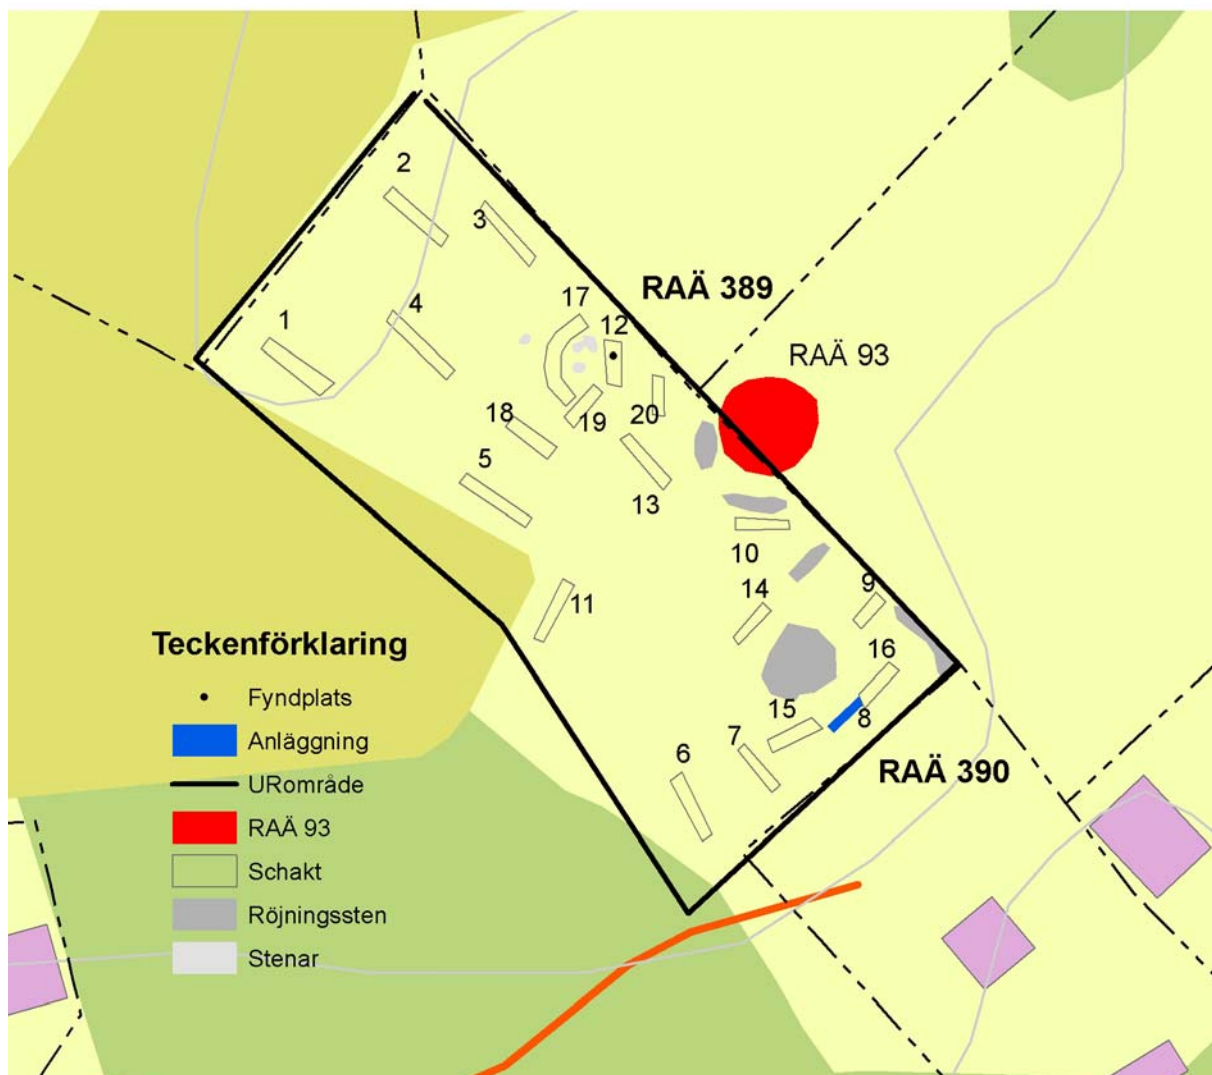 2
3
RAÄ 389
17
4
12
1
RAÄ 93
20
18
19
5
13
10
9
14
11
Teckenförklaring
16
Fyndplats
8
15
Anläggning
7
6
RAÄ 390
URområde
RAÄ 93
Schakt
Röjningssten
Stenar